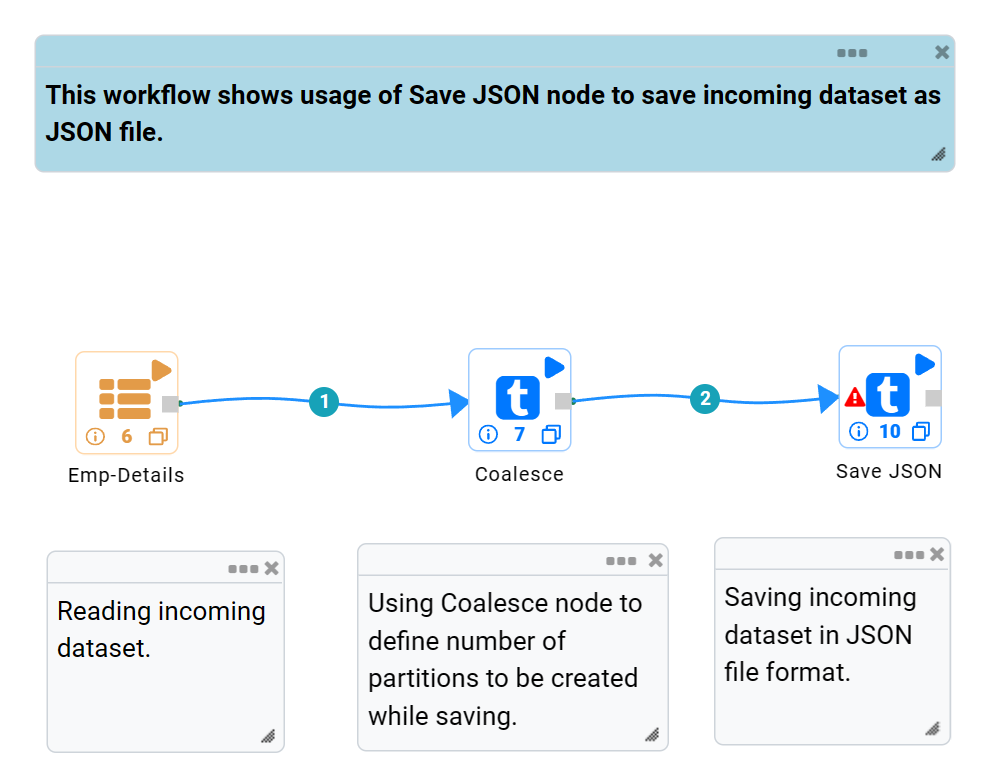 This workflow shows usage of Save JSON node to save incoming dataset as
JSON file.
1
2
6
7
t
10
t
Emp-Details
Coalesce
Save JSON
Reading incoming
dataset.
Using Coalesce node to
define number of
partitions to be created
while saving.
Saving incoming
dataset in JSON
file format.